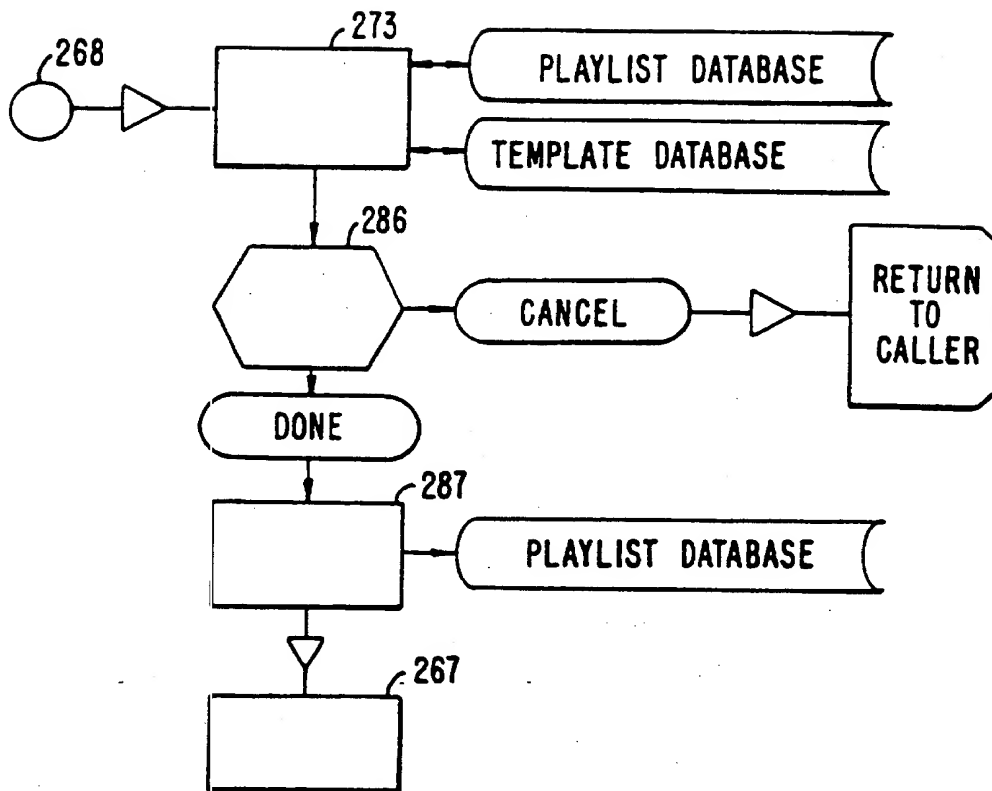 268
273
PLAYLIST DATABASE
TEMPLATE DATABASE
286
CANCEL
RETURN
TO
CALLER
DONE
287
PLAYLIST DATABASE
267